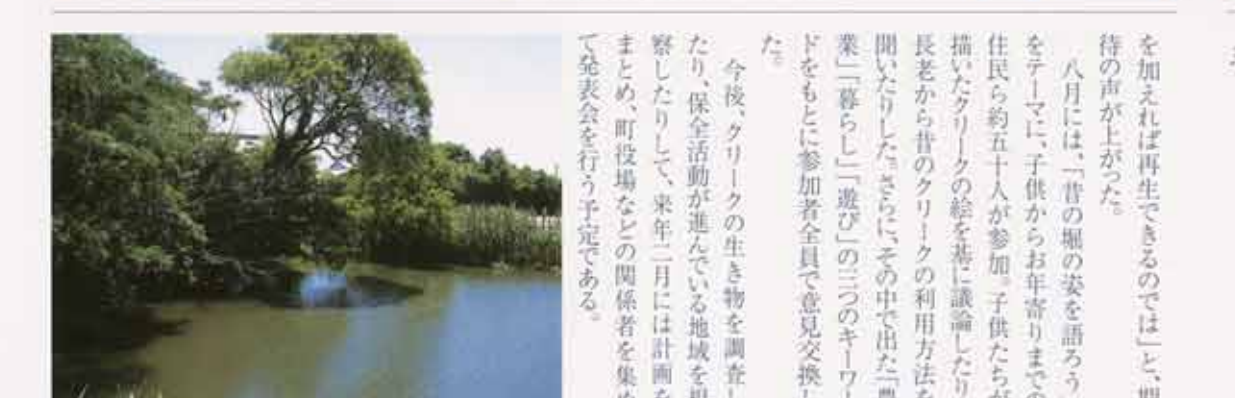 を加えれば再生できるのでは」と、期
待の声が上がった。
八月には、「昔の堀の姿を語ろう
をテーマに、子供からお年寄りまでの
住民ら約五十人が参加。子供たちが
描いたクリークの絵を基に議論したり
長老から昔のクリークの利用方法を
聞いたりした。さらに、その中で出た「農
業」「暮らし」「遊び」の三つのキーワー
ドをもとに参加者全員で意見交換し
た。
今後、クリークの生き物を調査し
たり、保全活動が進んでいる地域を視
察したりして、来年二月には計画を
まとめ、町役場などの関係者を集め
て発表会を行う予定である。